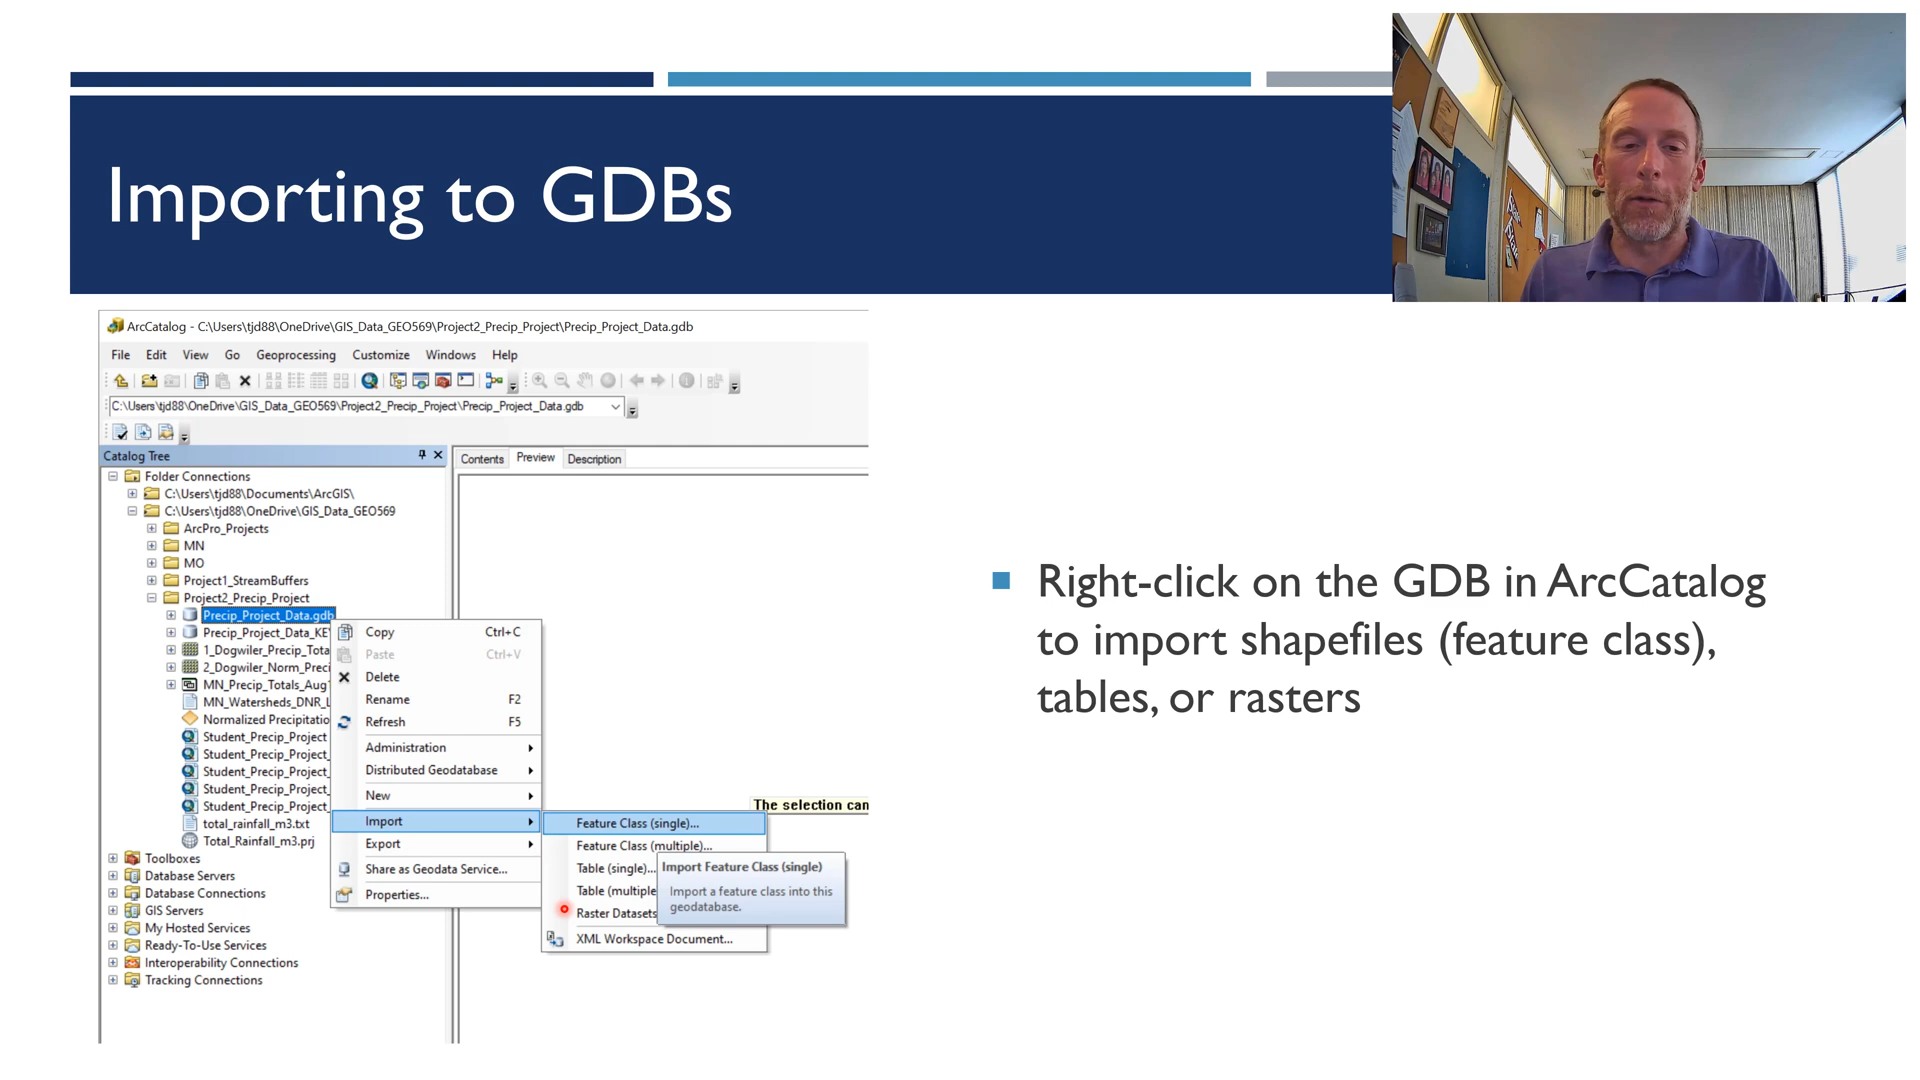 Importing to GDBs
ArcCatalog - C:\Users\tjd88\OneDrive\GIS_Data_GEO569\Project2_Precip_Project\Precip_Project_Data.gdb
File Edit View Go Geoprocessing Customize Windows Help
C:\Users\tjd88\OneDrive\GIS_Data_GEO569\Project2_Precip_Project\Precip_Project_Data.gdb
Catalog Tree
Contents Preview Description
Folder Connections
C:\Users\tjd88\Documents\ArcGIS\
C:\Users\tjd88\OneDrive\GIS_Data_GEO569
ArcPro_Projects
MN
MO
Project1_StreamBuffers
Project2_Precip_Project
Precip_Project_Data.gdb
Precip_Project_Data_KE
1_Dogwiler_Precip_Tota
2_Dogwiler_Norm_Preci
MN_Precip_Totals_Aug
MN_Watersheds_DNR_L
Normalized Precipitatio
Student_Precip_Project
Student_Precip_Project_
Student_Precip_Project_
Student_Precip_Project_
Student_Precip_Project_
total_rainfall_m3.txt
Total_Rainfall_m3.prj
Toolboxes
Database Servers
Database Connections
GIS Servers
My Hosted Services
Ready-To-Use Services
Interoperability Connections
Tracking Connections
Copy Ctrl+C
Paste Ctrl+V
Delete
Rename F2
Refresh F5
Administration
Distributed Geodatabase
New
Import
Export
Share as Geodata Service...
Properties...
The selection can
Feature Class (single)...
Feature Class (multiple)...
Table (single)...
Table (multiple
Raster Datasets
XML Workspace Document...
Import Feature Class (single)
Import a feature class into this
geodatabase.
Right-click on the GDB in ArcCatalog
to import shapefiles (feature class),
tables, or rasters